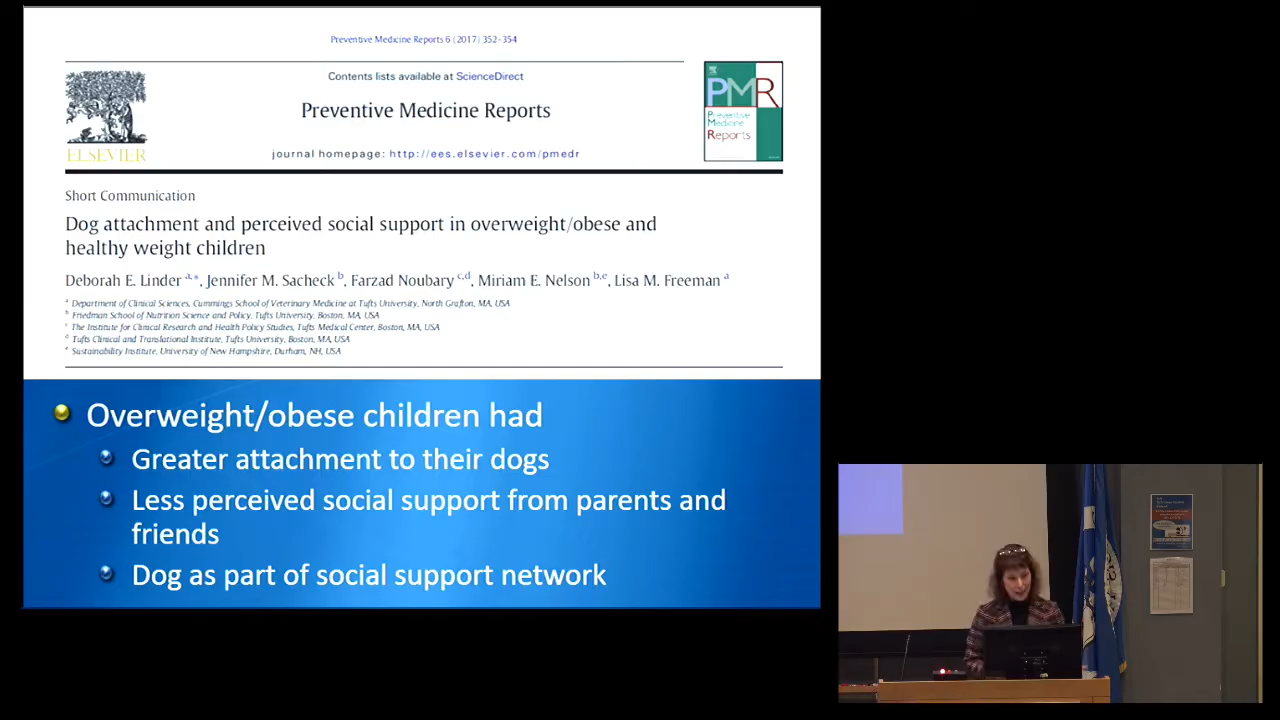 Preventive Medicine Reports 6 (2017) 352–354
Contents lists available at ScienceDirect
Preventive Medicine Reports
journal homepage: http://ees.elsevier.com/pmedr
ELSEVIER
PMR
Preventive
Medicine
Reports
Short Communication
Dog attachment and perceived social support in overweight/obese and
healthy weight children
Deborah E. Linder a,*, Jennifer M. Sacheck b, Farzad Noubary c,d, Miriam E. Nelson b,e, Lisa M. Freeman a
a Department of Clinical Sciences, Cummings School of Veterinary Medicine at Tufts University, North Grafton, MA, USA
b Friedman School of Nutrition Science and Policy, Tufts University, Boston, MA, USA
c The Institute for Clinical Research and Health Policy Studies, Tufts Medical Center, Boston, MA, USA
d Tufts Clinical and Translational Institute, Tufts University, Boston, MA, USA
e Sustainability Institute, University of New Hampshire, Durham, NH, USA
Overweight/obese children had
Greater attachment to their dogs
Less perceived social support from parents and
friends
Dog as part of social support network